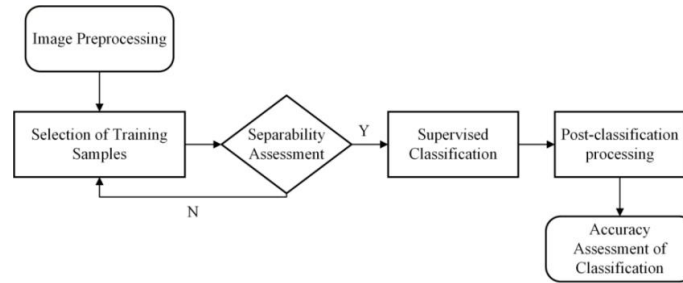 Image Preprocessing
Selection of Training
Samples
Separability
Assessment
Y
Supervised
Classification
Post-classification
processing
N
Accuracy
Assessment of
Classification